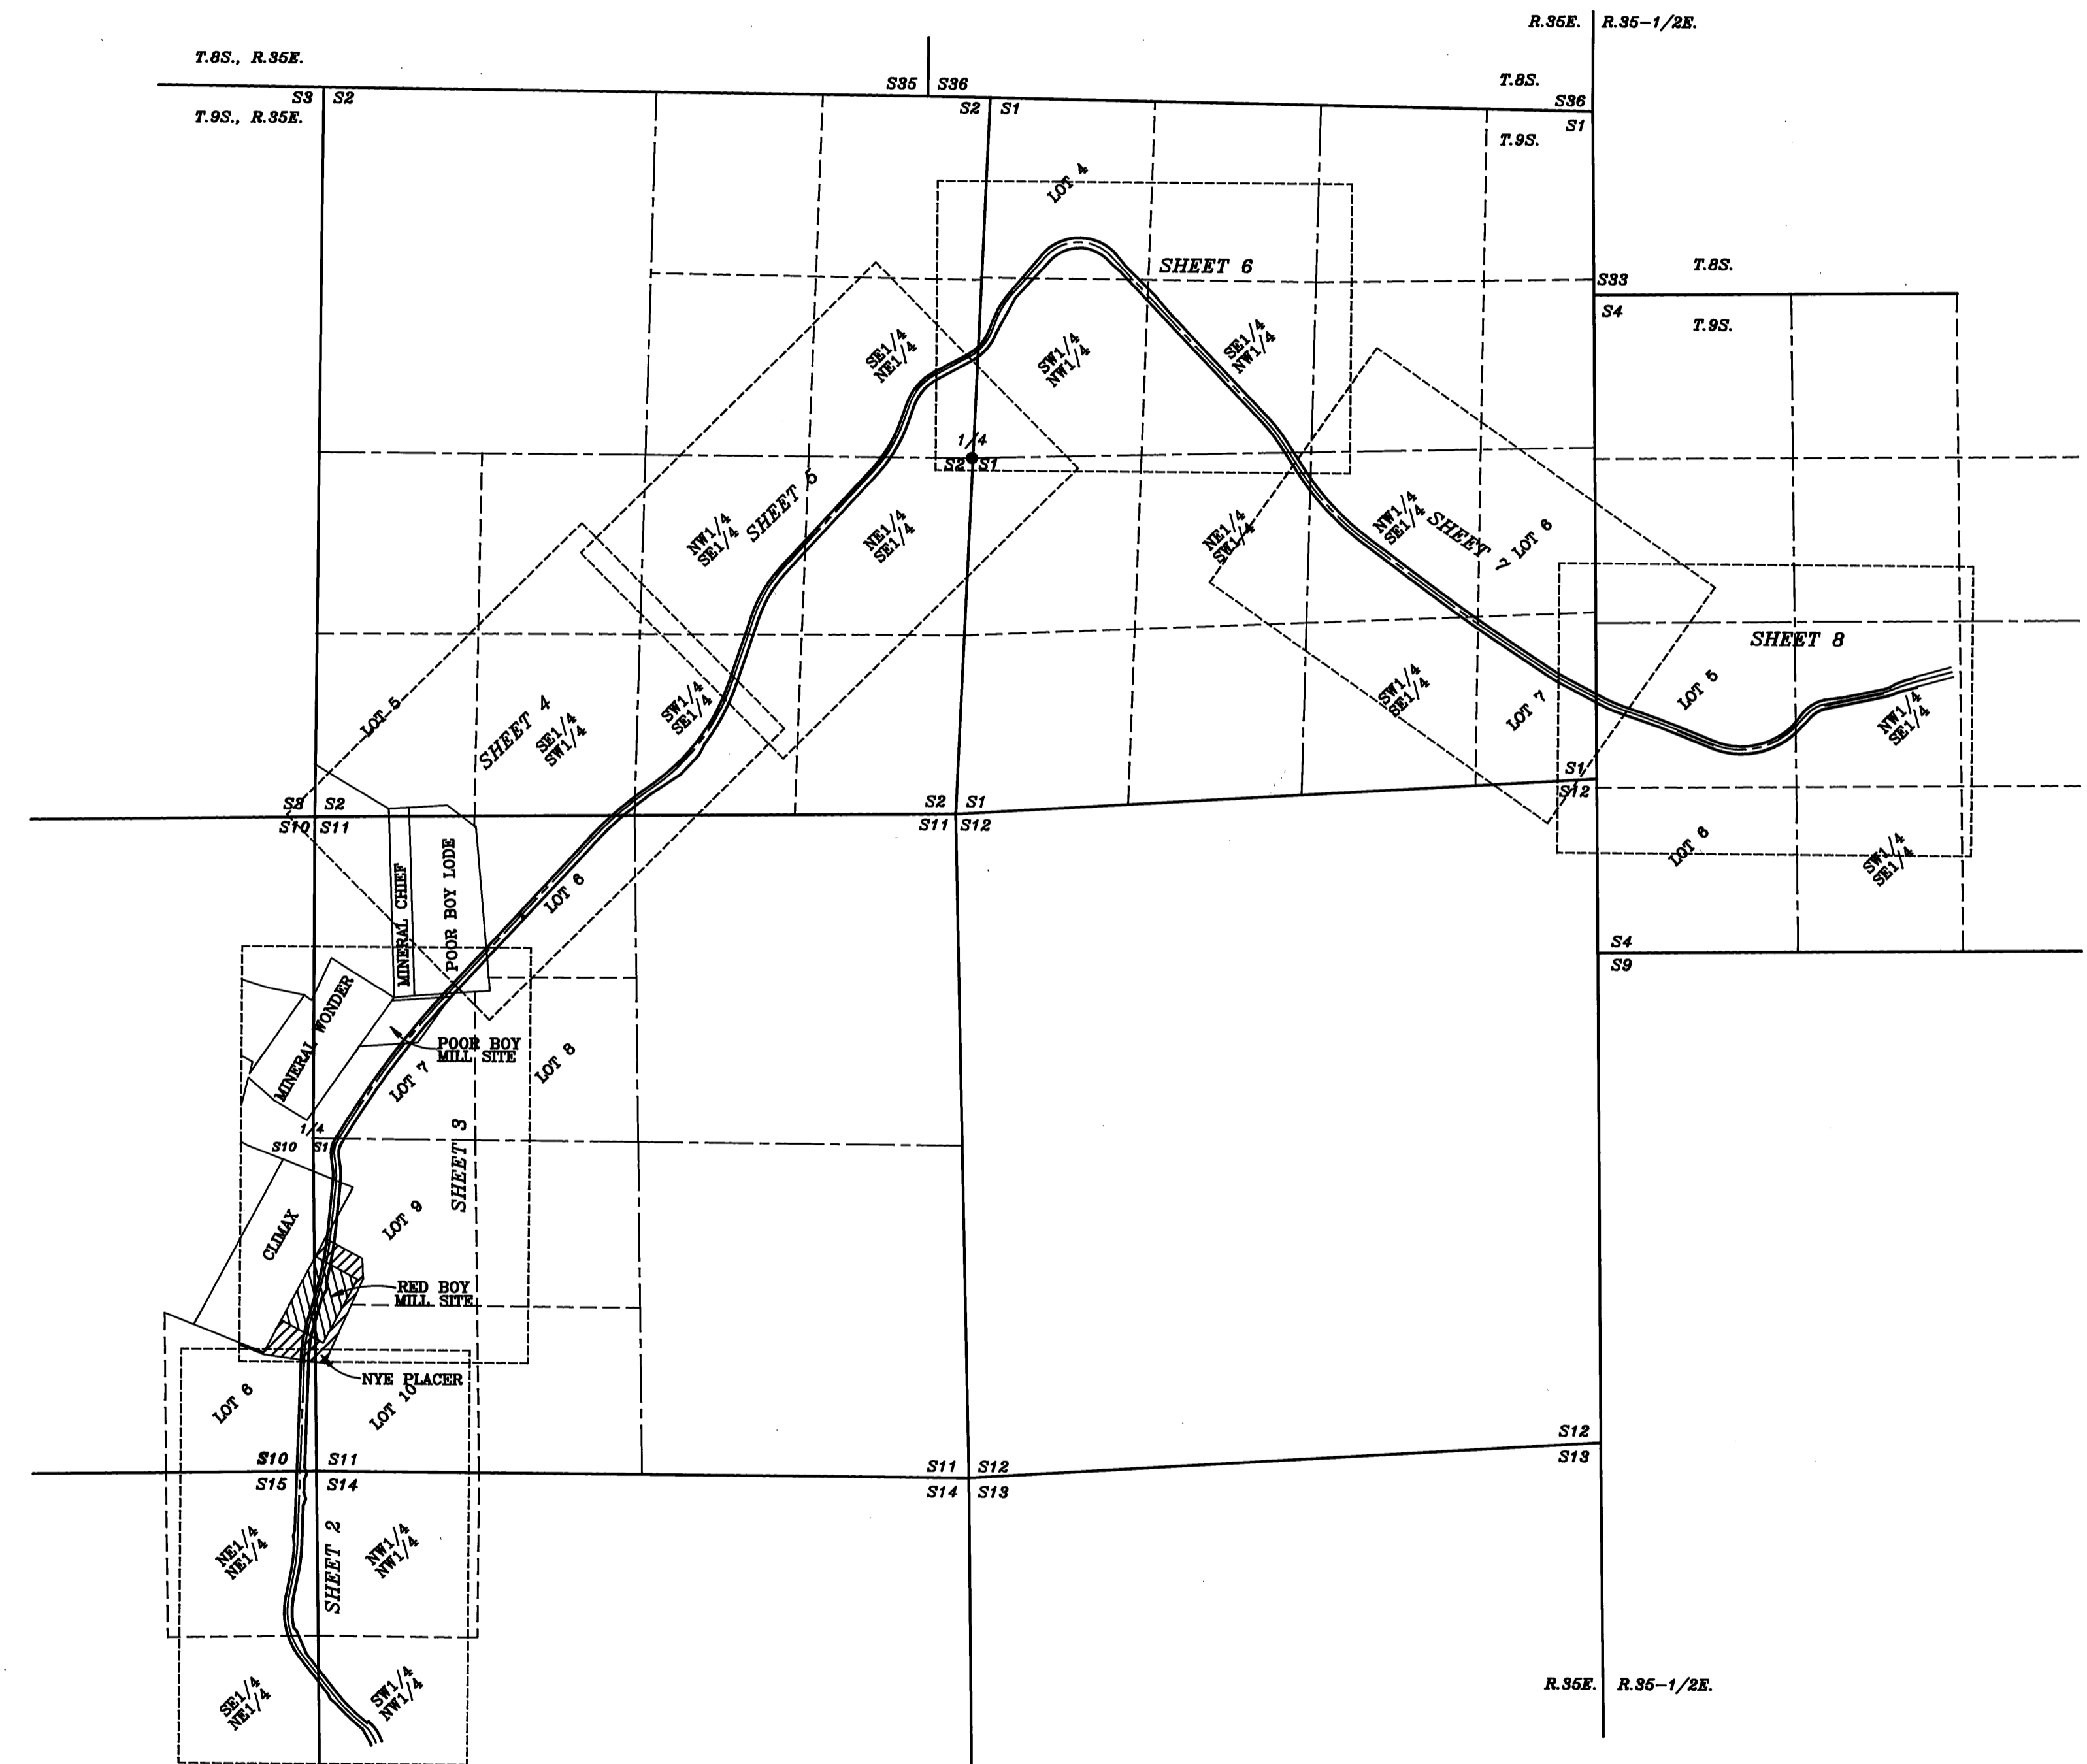 R.35E. R.35-1/2E.
T.8S., R.35E.
S35 S36
T.8S.
S36
S3 S2
S2 S1
S1
T.9S., R.35E.
T.9S.
LOT 4
SHEET 6
S33
T.8S.
S4
T.9S.
SE1/4
NE1/4
SW1/4
NW1/4
SE1/4
NW1/4
1/4
S2 S1
SHEET 5
NW1/4
SE1/4
NE1/4
SE1/4
NE1/4
SW1/4
NW1/4
SE1/4
SHEET 7
LOT 6
SHEET 8
LOT 5
SHEET 4
SE1/4
SW1/4
SW1/4
SE1/4
SW1/4
SE1/4
LOT 7
LOT 5
NW1/4
SE1/4
S3 S2
S10 S11
S2 S1
S11 S12
S1
S12
LOT 6
SW1/4
SE1/4
MINERAL CHIEF
POOR BOY LODE
LOT 6
S4
S9
MINERAL WONDER
POOR BOY
MILL SITE
LOT 7
LOT 8
1/4
S10 S1
SHEET 3
LOT 9
CLIMAX
RED BOY
MILL SITE
NYE PLACER
LOT 6
LOT 10
S10 S11
S15 S14
S11 S12
S14 S13
S12
S13
NE1/4
NE1/4
SHEET 2
NW1/4
NW1/4
SE1/4
NE1/4
SW1/4
NW1/4
R.35E. R.35-1/2E.